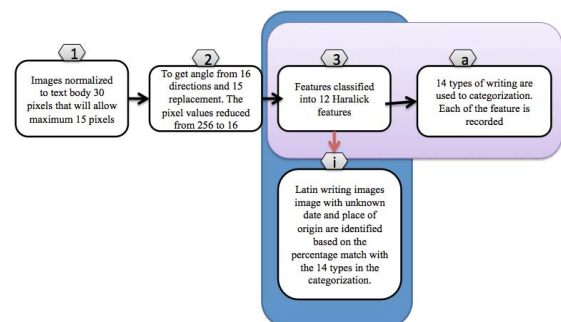 1
Images normalized
to text body 30
pixels that will allow
maximum 15 pixels
2
To get angle from 16
directions and 15
replacement. The
pixel values reduced
from 256 to 16
3
Features classified
into 12 Haralick
features
a
14 types of writing are
used to categorization.
Each of the feature is
recorded
i
Latin writing images
image with unknown
date and place of
origin are identified
based on the
percentage match with
the 14 types in the
categorization.